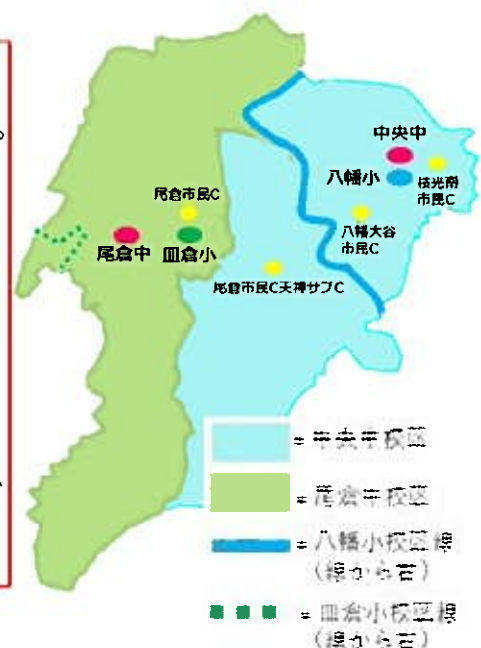 中央中
八幡小
枝光南
市民C
尾倉市民C
八幡大谷
市民C
尾倉中
皿倉小
尾倉市民C天神サブC
=中央中校区
=尾倉中校区
=八幡小校区線
(線から右)
=皿倉小校区線
(線から右)